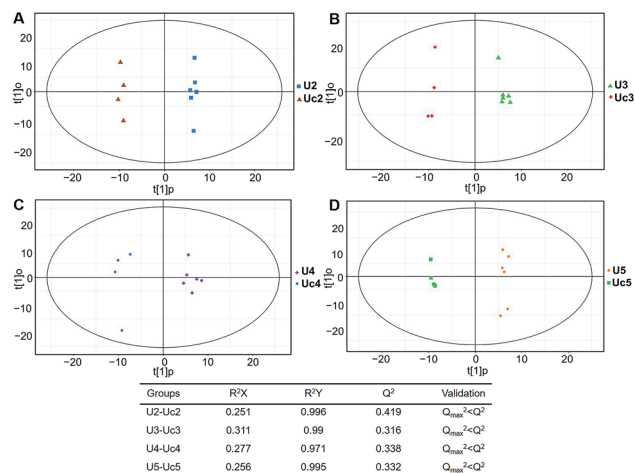 A
20
10
0
−10
−20
t[1]o
−20
−10
0
10
20
t[1]p
U2
Uc2
B
20
0
−20
t[1]o
−20
−10
0
10
20
t[1]p
U3
Uc3
C
20
10
0
−10
−20
t[1]o
−20
−10
0
10
20
t[1]p
U4
Uc4
D
20
10
0
−10
−20
t[1]o
−20
−10
0
10
20
t[1]p
U5
Uc5
Groups R²X R²Y Q² Validation
U2-Uc2 0.251 0.996 0.419 Qmax²<Q²
U3-Uc3 0.311 0.99 0.316 Qmax²<Q²
U4-Uc4 0.277 0.971 0.338 Qmax²<Q²
U5-Uc5 0.256 0.995 0.332 Qmax²<Q²